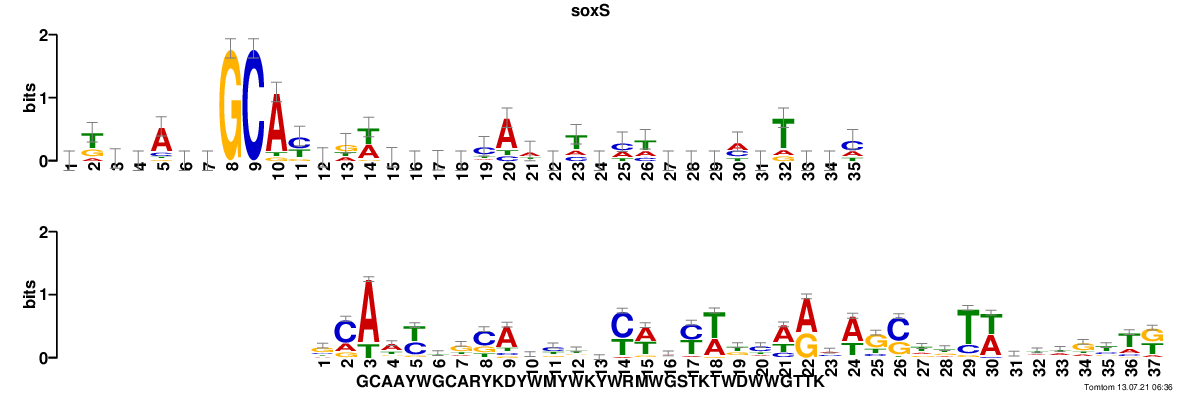 soxS
2
1
0
bits
1 2 3 4 5 6 7 8 9 10 11 12 13 14 15 16 17 18 19 20 21 22 23 24 25 26 27 28 29 30 31 32 33 34 35
2
1
0
bits
1 2 3 4 5 6 7 8 9 10 11 12 13 14 15 16 17 18 19 20 21 22 23 24 25 26 27 28 29 30 31 32 33 34 35 36 37
GCAAYWGCARYKDYWMYWKYWRMWGSTKTWDWWGTTK
Tomtom 13.07.21 06:36